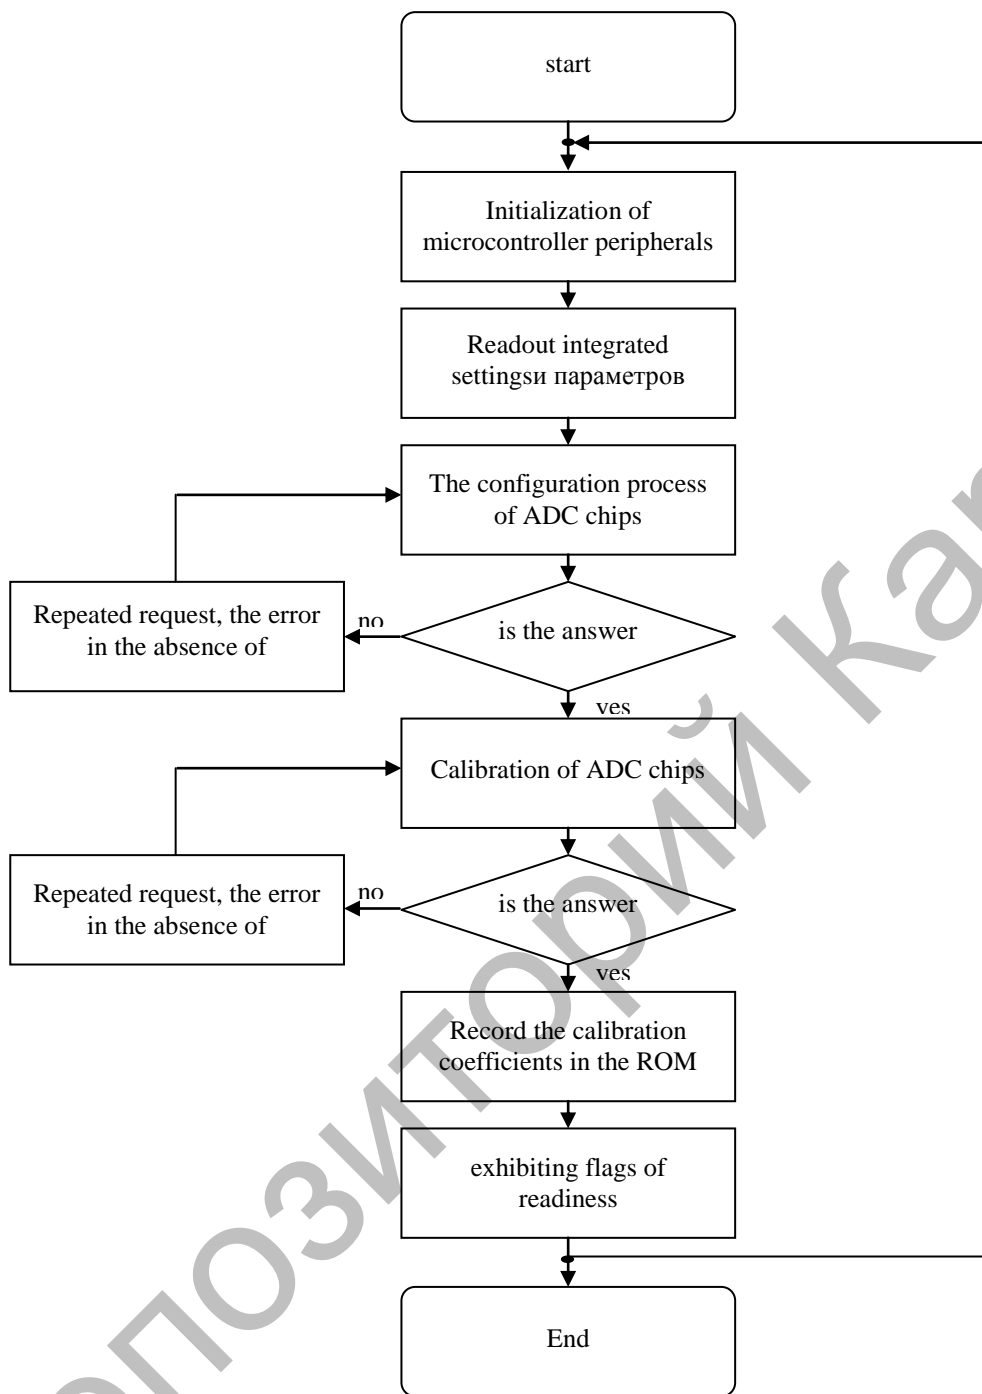 start
Initialization of
microcontroller peripherals
Readout integrated
settingsи параметров
The configuration process
of ADC chips
Repeated request, the error
in the absence of
no
is the answer
yes
Calibration of ADC chips
Repeated request, the error
in the absence of
no
is the answer
yes
Record the calibration
coefficients in the ROM
exhibiting flags of
readiness
End
позиторий Кар